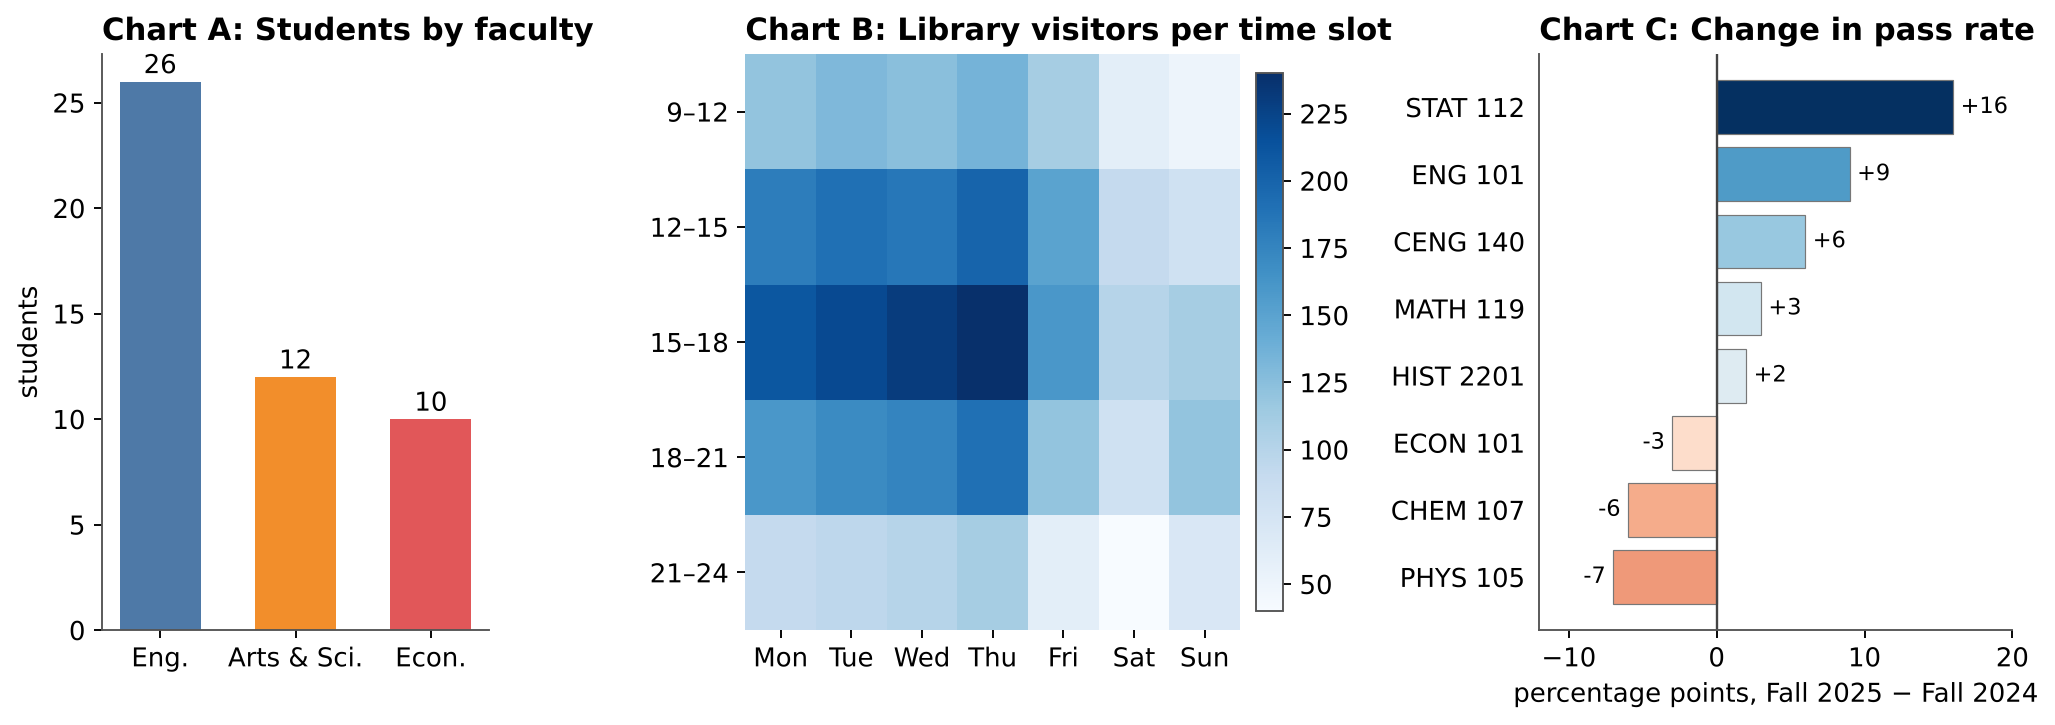 Chart A: Students by faculty
26
12
10
25
20
15
10
5
0
students
Eng.
Arts & Sci.
Econ.
Chart B: Library visitors per time slot
9–12
12–15
15–18
18–21
21–24
Mon
Tue
Wed
Thu
Fri
Sat
Sun
225
200
175
150
125
100
75
50
Chart C: Change in pass rate
STAT 112
+16
ENG 101
+9
CENG 140
+6
MATH 119
+3
HIST 2201
+2
ECON 101
-3
CHEM 107
-6
PHYS 105
-7
−10
0
10
20
percentage points, Fall 2025 − Fall 2024